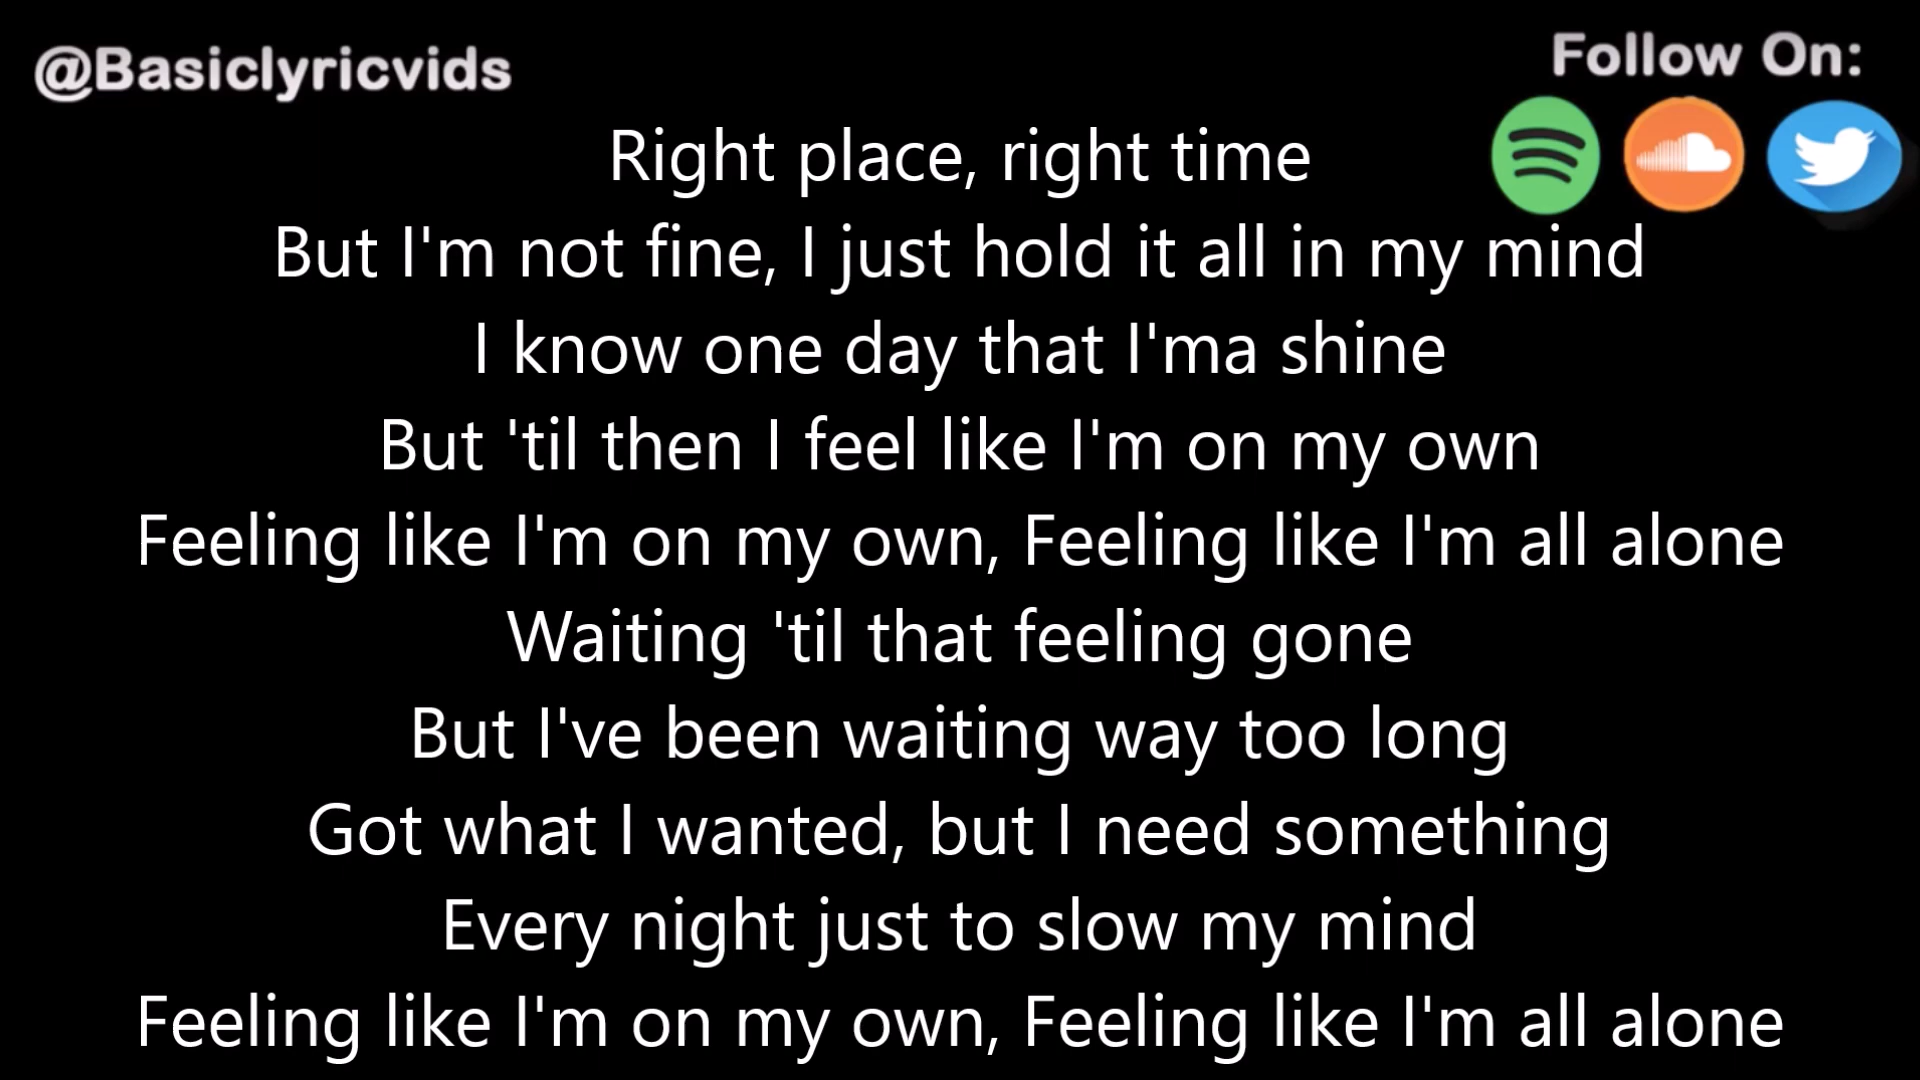 @Basiclyricvids
Follow On:
Right place, right time
But I'm not fine, I just hold it all in my mind
I know one day that I'ma shine
But 'til then I feel like I'm on my own
Feeling like I'm on my own, Feeling like I'm all alone
Waiting 'til that feeling gone
But I've been waiting way too long
Got what I wanted, but I need something
Every night just to slow my mind
Feeling like I'm on my own, Feeling like I'm all alone